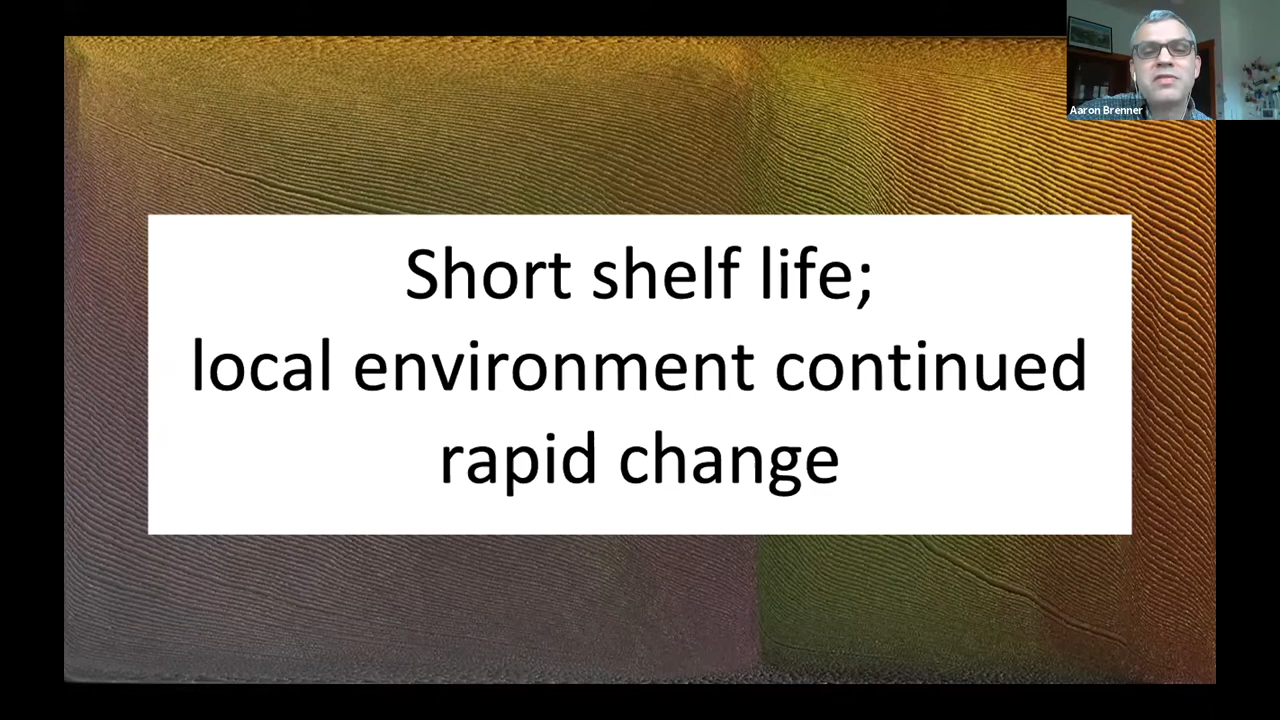 Aaron Brenner
Short shelf life;
local environment continued
rapid change